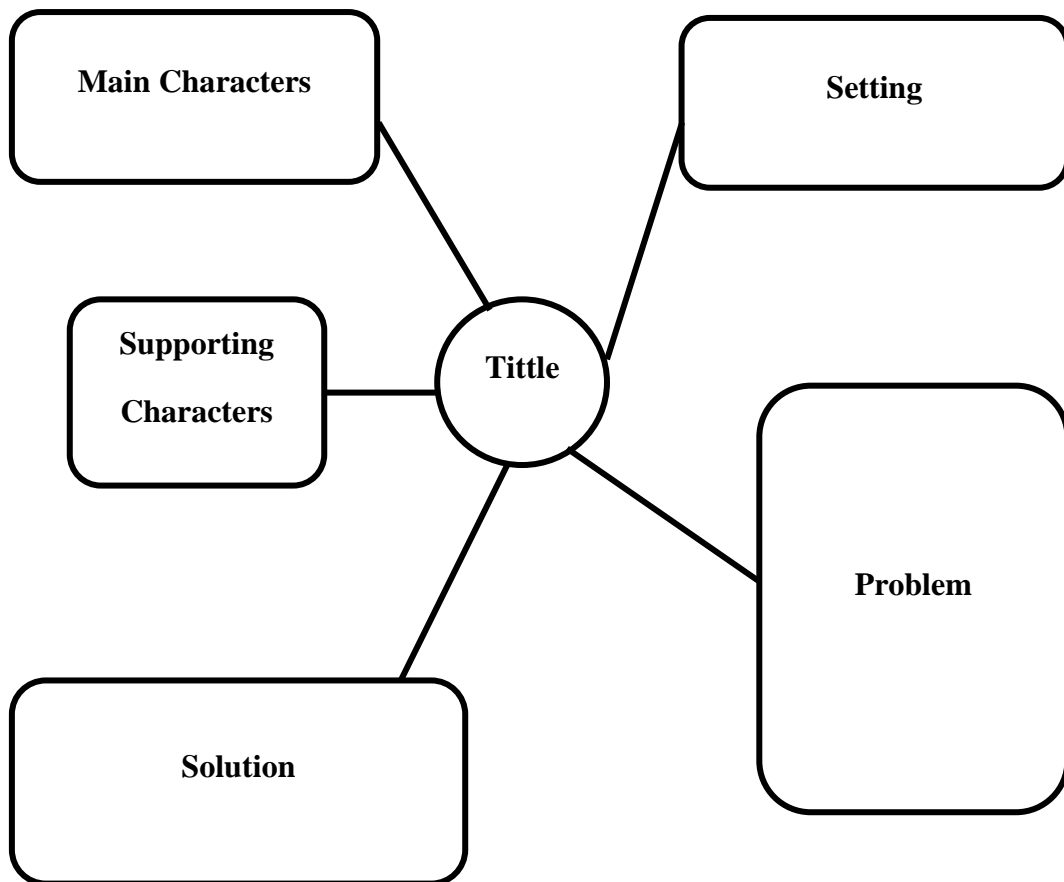 Main Characters
Setting
Supporting
Characters
Tittle
Problem
Solution